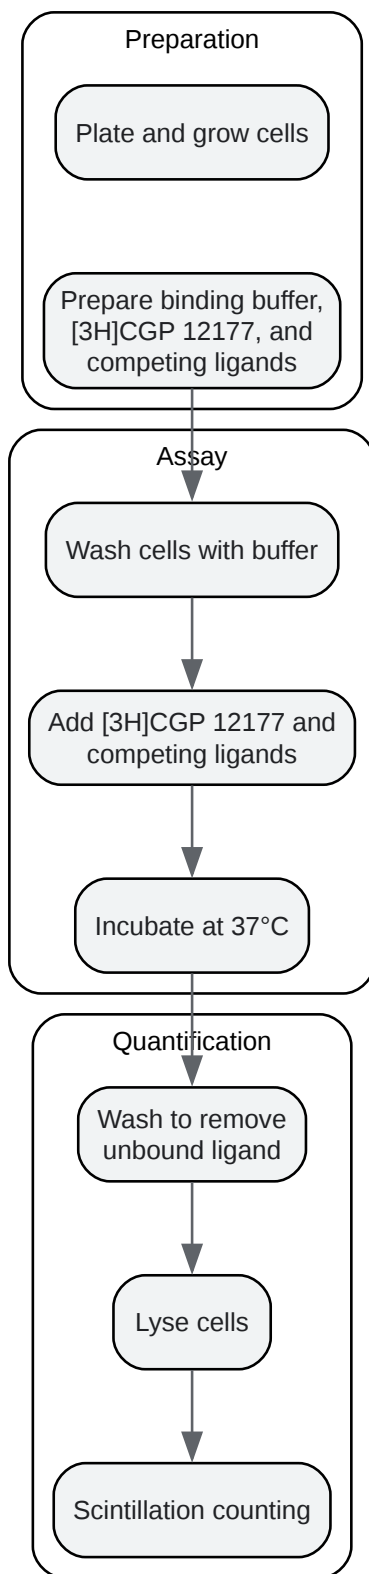 Preparation
Plate and grow cells
Prepare binding buffer,
[3H]CGP 12177, and
competing ligands
Assay
Wash cells with buffer
Add [3H]CGP 12177 and
competing ligands
Incubate at 37°C
Quantification
Wash to remove
unbound ligand
Lyse cells
Scintillation counting